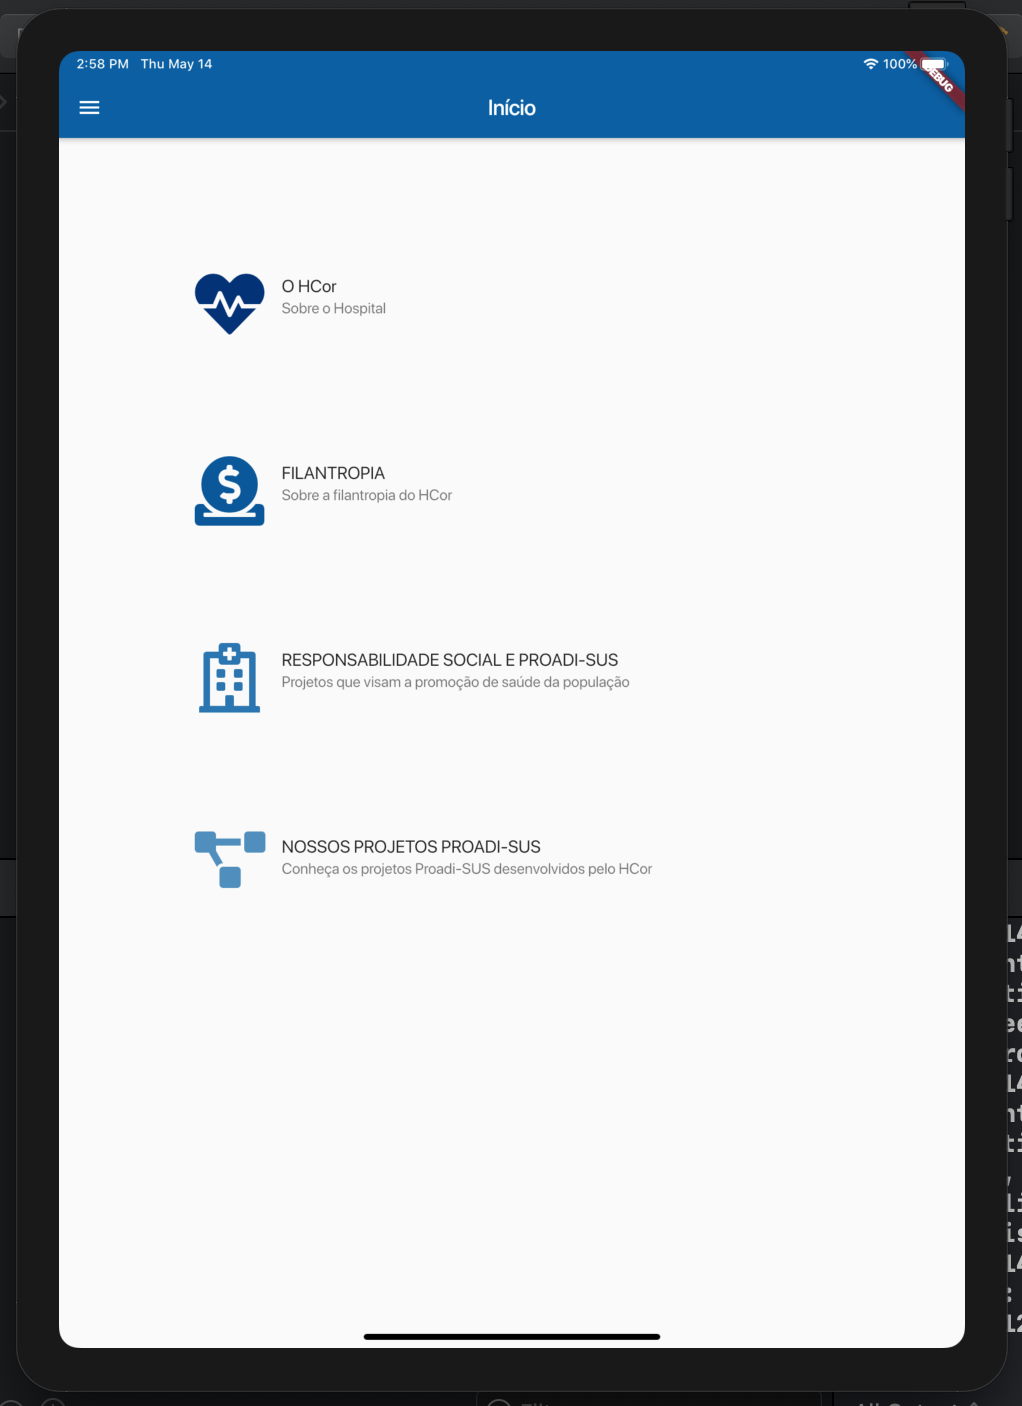 2:58 PM Thu May 14
100%
DEBUG
Início
O HCor
Sobre o Hospital
FILANTROPIA
Sobre a filantropia do HCor
RESPONSABILIDADE SOCIAL E PROADI-SUS
Projetos que visam a promoção de saúde da população
NOSSOS PROJETOS PROADI-SUS
Conheça os projetos Proadi-SUS desenvolvidos pelo HCor